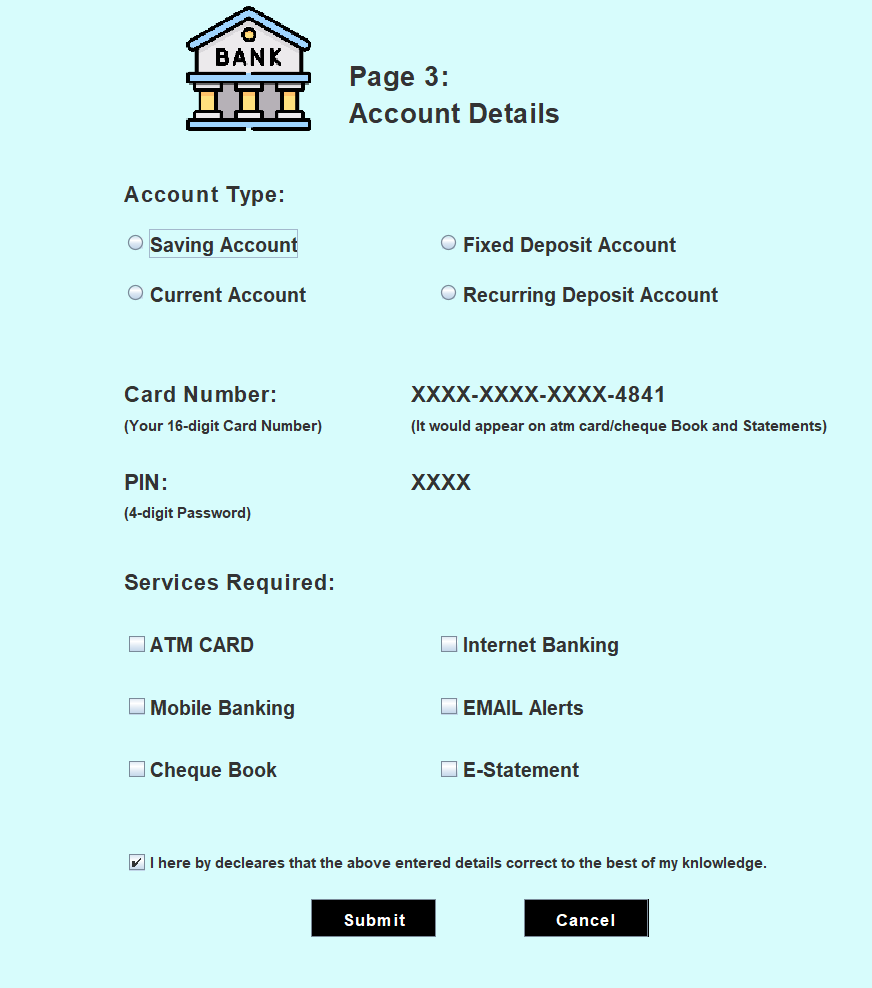 BANK
Page 3:
Account Details
Account Type:
Saving Account
Fixed Deposit Account
Current Account
Recurring Deposit Account
Card Number:
XXXX-XXXX-XXXX-4841
(Your 16-digit Card Number)
(It would appear on atm card/cheque Book and Statements)
PIN:
XXXX
(4-digit Password)
Services Required:
ATM CARD
Internet Banking
Mobile Banking
EMAIL Alerts
Cheque Book
E-Statement
I here by decleares that the above entered details correct to the best of my knlowledge.
Submit
Cancel